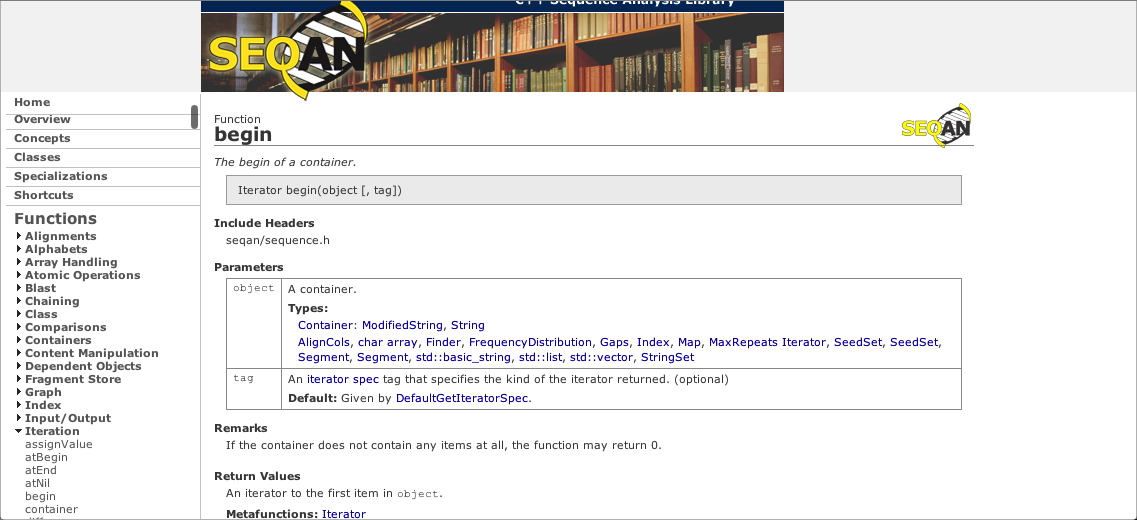 C++ Sequence Analysis Library
SEQAN
Home
Overview
Concepts
Classes
Specializations
Shortcuts
Functions
Alignments
Alphabets
Array Handling
Atomic Operations
Blast
Chaining
Class
Comparisons
Containers
Content Manipulation
Dependent Objects
Fragment Store
Graph
Index
Input/Output
Iteration
assignValue
atBegin
atEnd
atNil
begin
container
Function
begin
SEQAN
The begin of a container.
Iterator begin(object [, tag])
Include Headers
seqan/sequence.h
Parameters
object
A container.
Types:
Container: ModifiedString, String
AlignCols, char array, Finder, FrequencyDistribution, Gaps, Index, Map, MaxRepeats Iterator, SeedSet, SeedSet,
Segment, Segment, std::basic_string, std::list, std::vector, StringSet
tag
An iterator spec tag that specifies the kind of the iterator returned. (optional)
Default: Given by DefaultGetIteratorSpec.
Remarks
If the container does not contain any items at all, the function may return 0.
Return Values
An iterator to the first item in object.
Metafunctions: Iterator